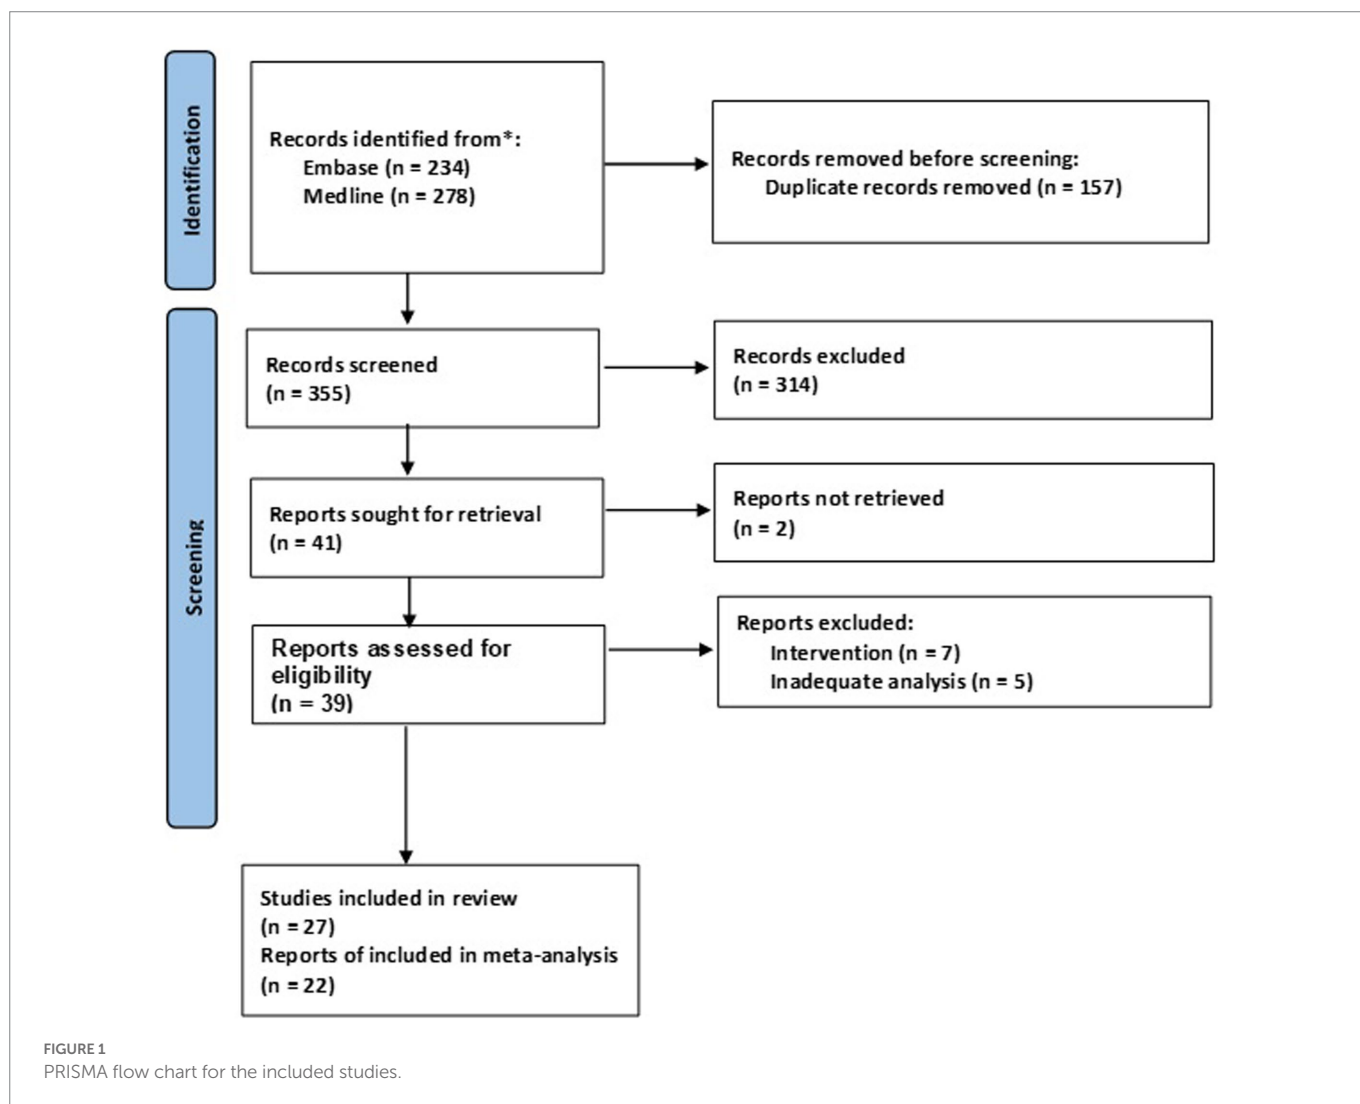 Identification
Records identified from*:
Embase (n = 234)
Medline (n = 278)
Records removed before screening:
Duplicate records removed (n = 157)
Screening
Records screened
(n = 355)
Records excluded
(n = 314)
Reports sought for retrieval
(n = 41)
Reports not retrieved
(n = 2)
Reports assessed for
eligibility
(n = 39)
Reports excluded:
Intervention (n = 7)
Inadequate analysis (n = 5)
Studies included in review
(n = 27)
Reports of included in meta-analysis
(n = 22)
FIGURE 1
PRISMA flow chart for the included studies.